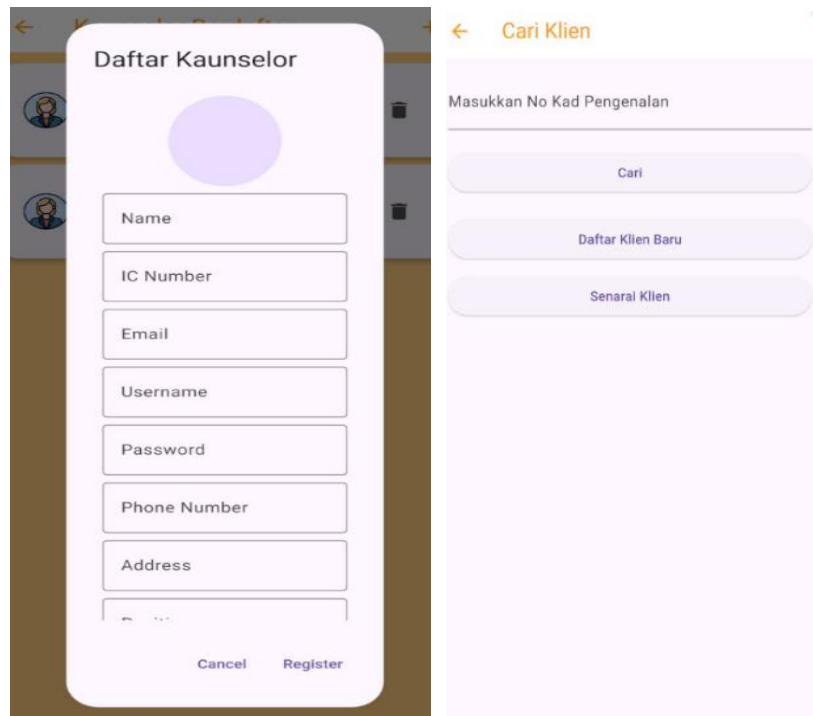 Daftar Kaunselor
Name
IC Number
Email
Username
Password
Phone Number
Address
Cancel Register
Cari Klien
Masukkan No Kad Pengenalan
Cari
Daftar Klien Baru
Senarai Klien